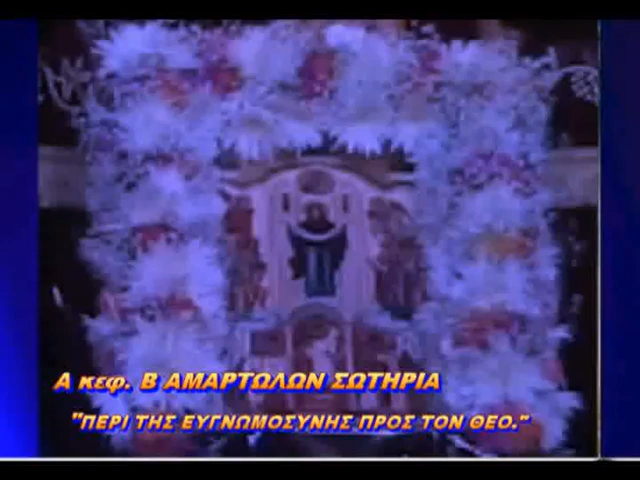 Α κεφ. Β ΑΜΑΡΤΩΛΩΝ ΣΩΤΗΡΙΑ
"ΠΕΡΙ ΤΗΣ ΕΥΓΝΩΜΟΣΥΝΗΣ ΠΡΟΣ ΤΟΝ ΘΕΟ."